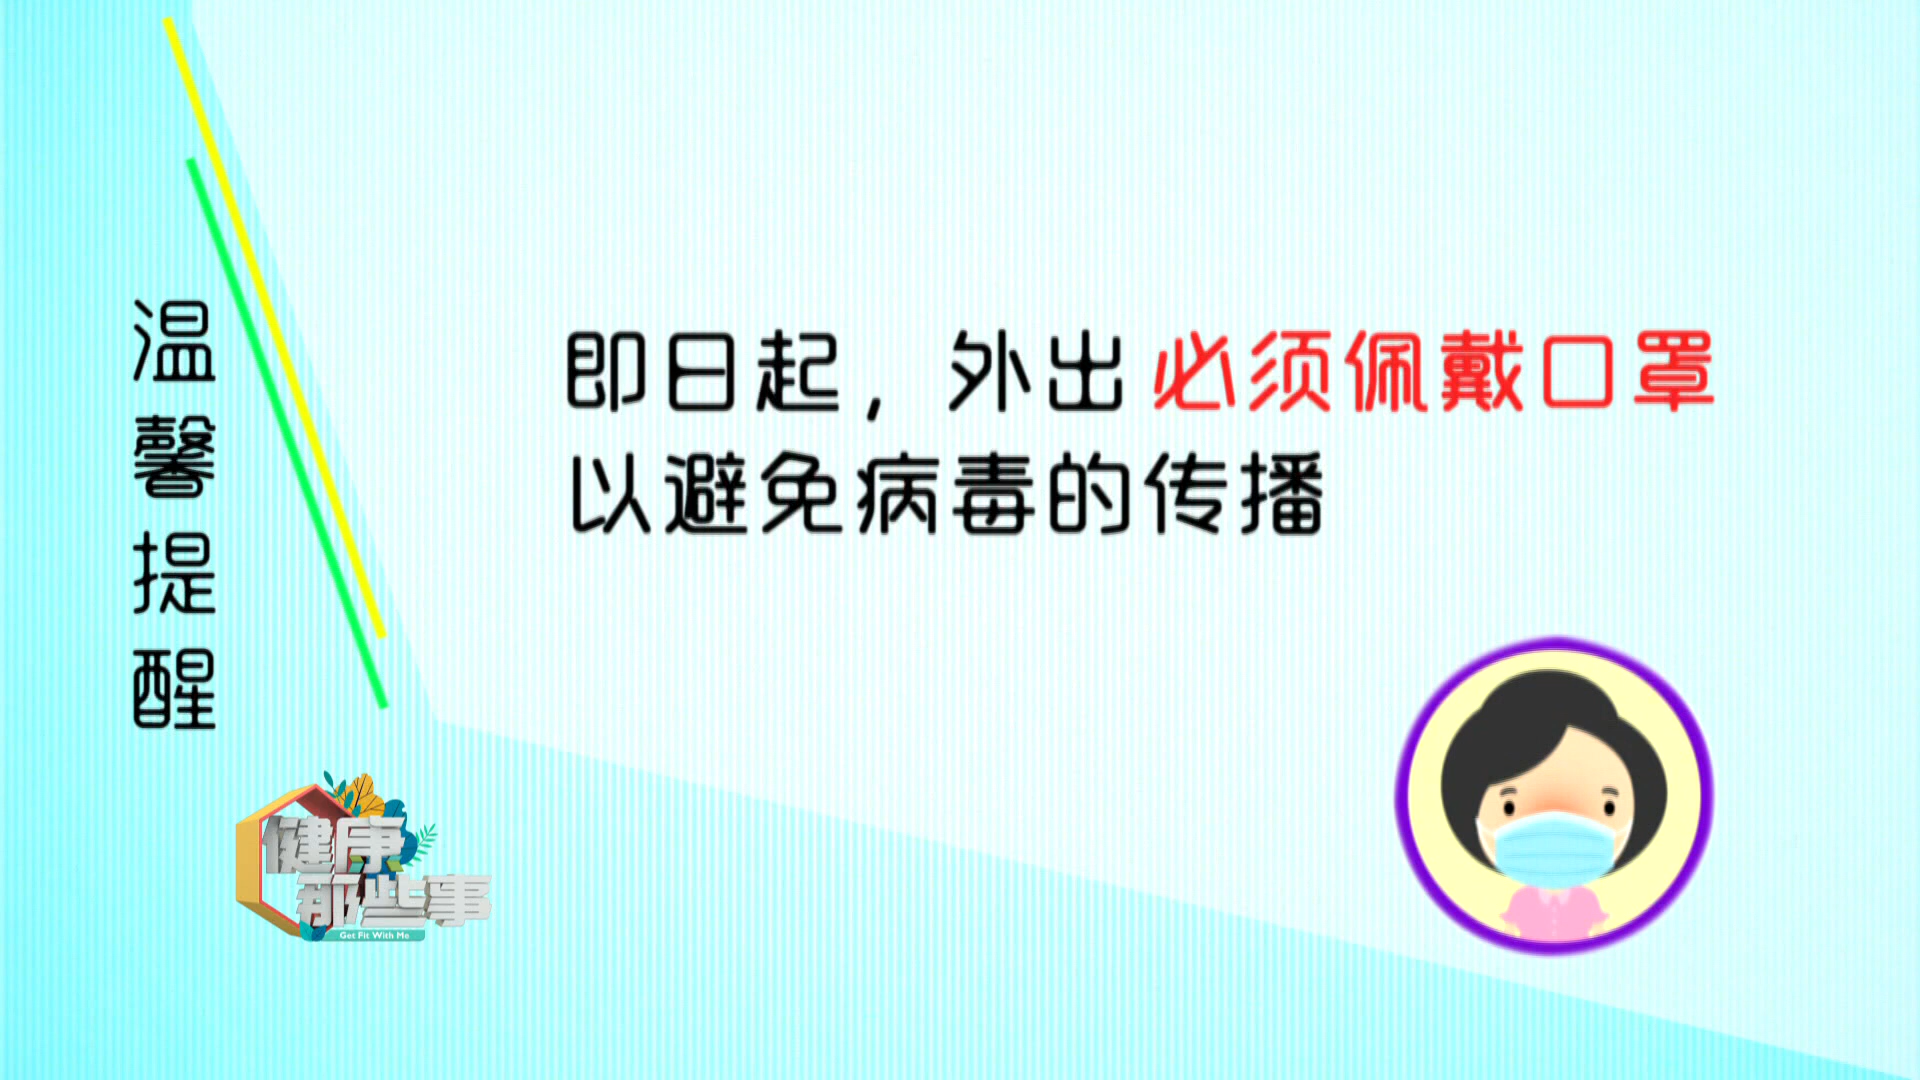 温馨提醒
即日起，外出必须佩戴口罩
以避免病毒的传播
健康
那些事
Get Fit With Me